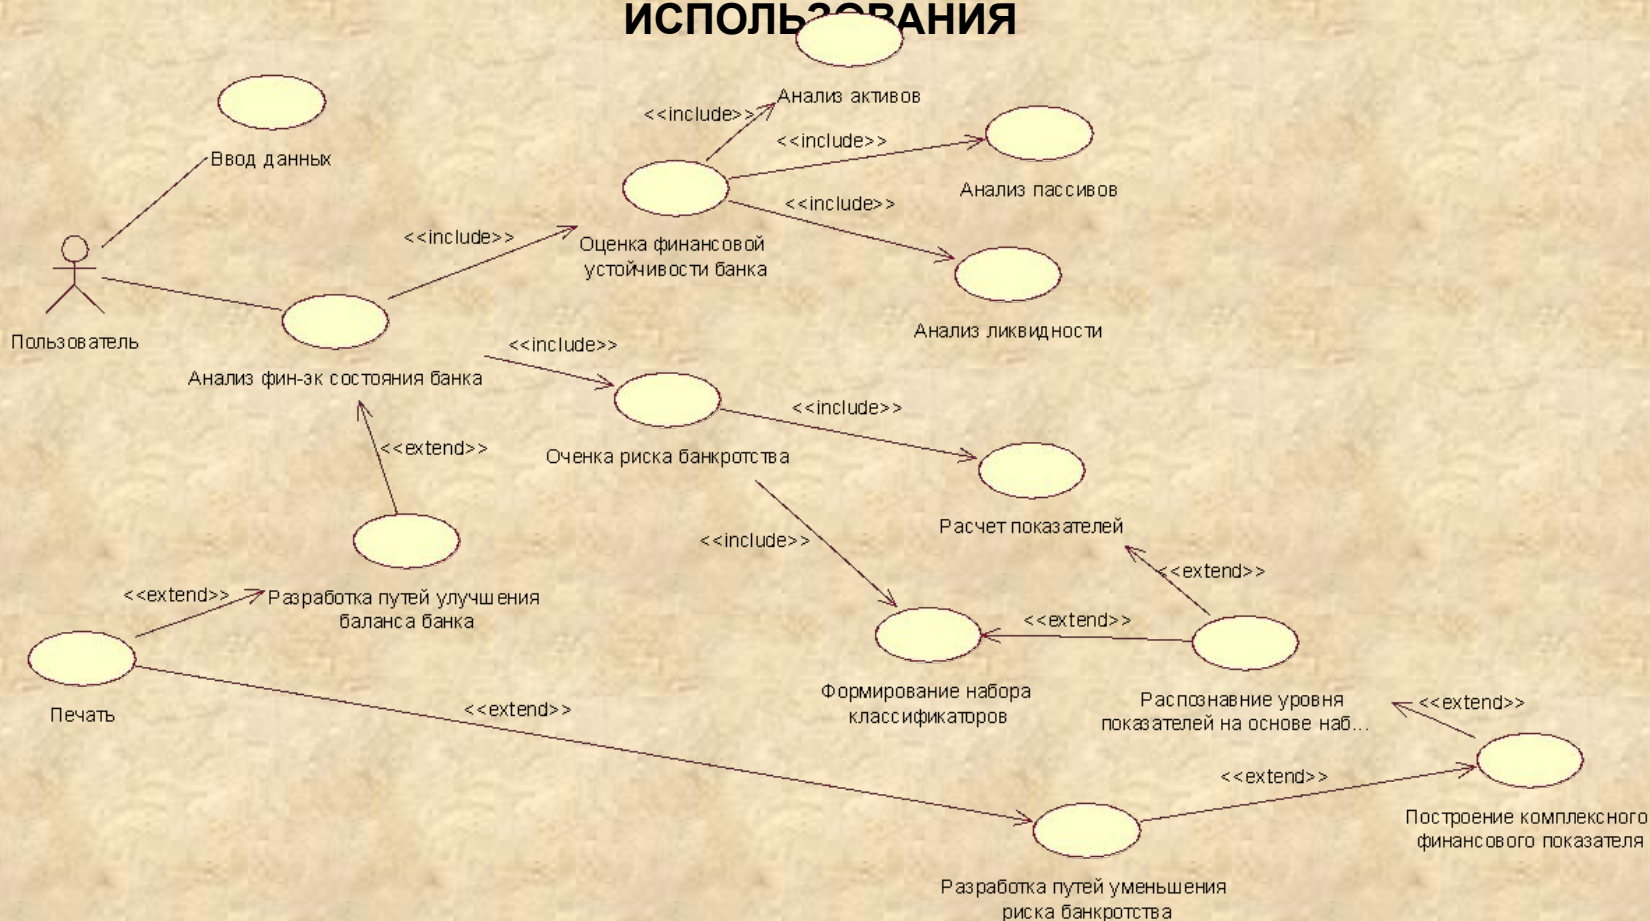 ИСПОЛЬЗОВАНИЯ
Анализ активов
<<include>>
<<include>>
Ввод данных
Анализ пассивов
<<include>>
<<include>>
Оценка финансовой
устойчивости банка
Анализ ликвидности
Пользователь
<<include>>
Анализ фин-эк состояния банка
<<include>>
<<extend>>
Оченка риска банкротства
Расчет показателей
<<include>>
<<extend>>
<<extend>>
Разработка путей улучшения
баланса банка
<<extend>>
Формирование набора
классификаторов
Распознавние уровня
показателей на основе наб...
<<extend>>
Печать
<<extend>>
<<extend>>
Построение комплексного
финансового показателя
Разработка путей уменьшения
риска банкротства